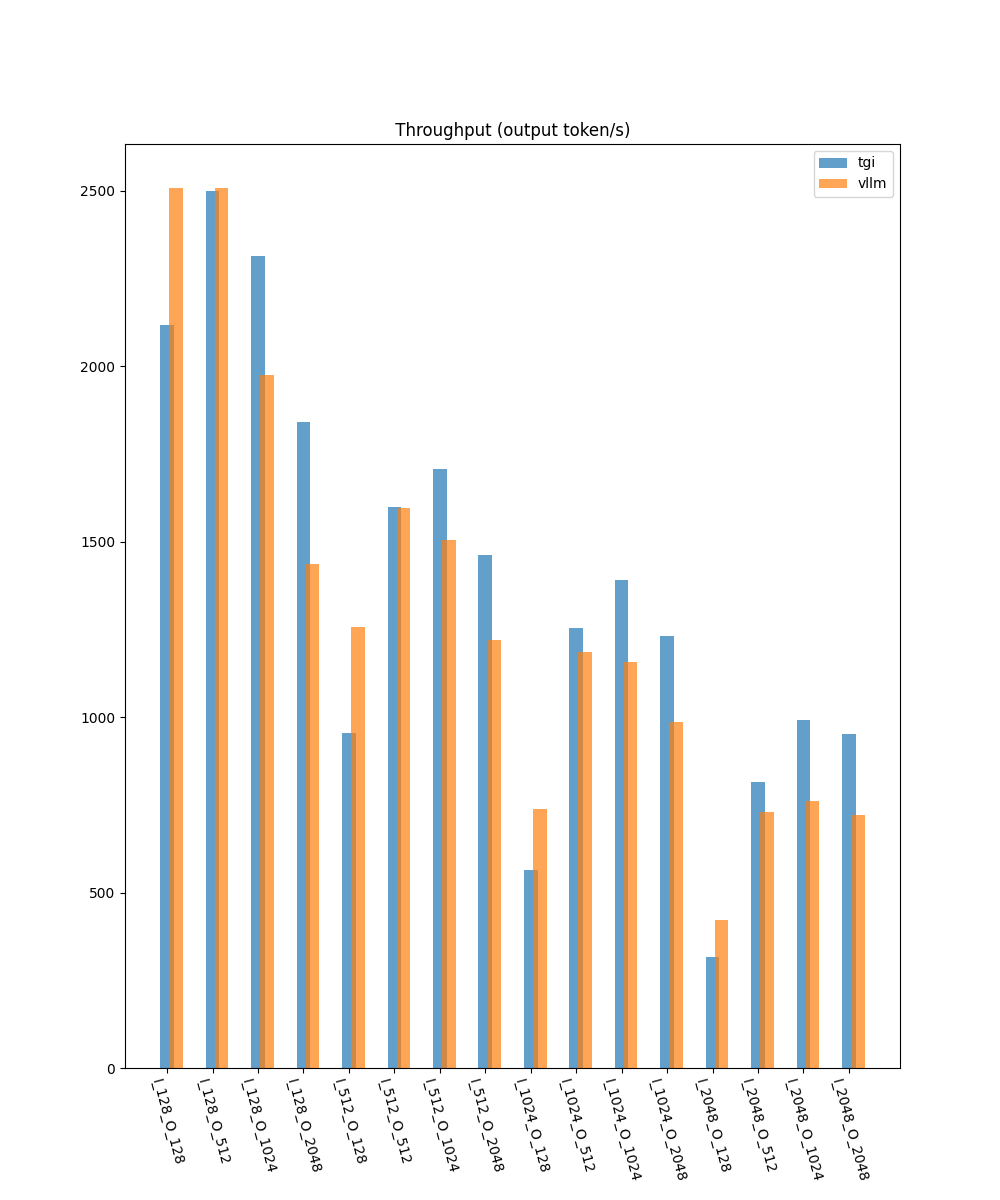 Throughput (output token/s)
tgi
vllm
2500
2000
1500
1000
500
0
I_128_O_128
I_128_O_512
I_128_O_1024
I_128_O_2048
I_512_O_128
I_512_O_512
I_512_O_1024
I_512_O_2048
I_1024_O_128
I_1024_O_512
I_1024_O_1024
I_1024_O_2048
I_2048_O_128
I_2048_O_512
I_2048_O_1024
I_2048_O_2048